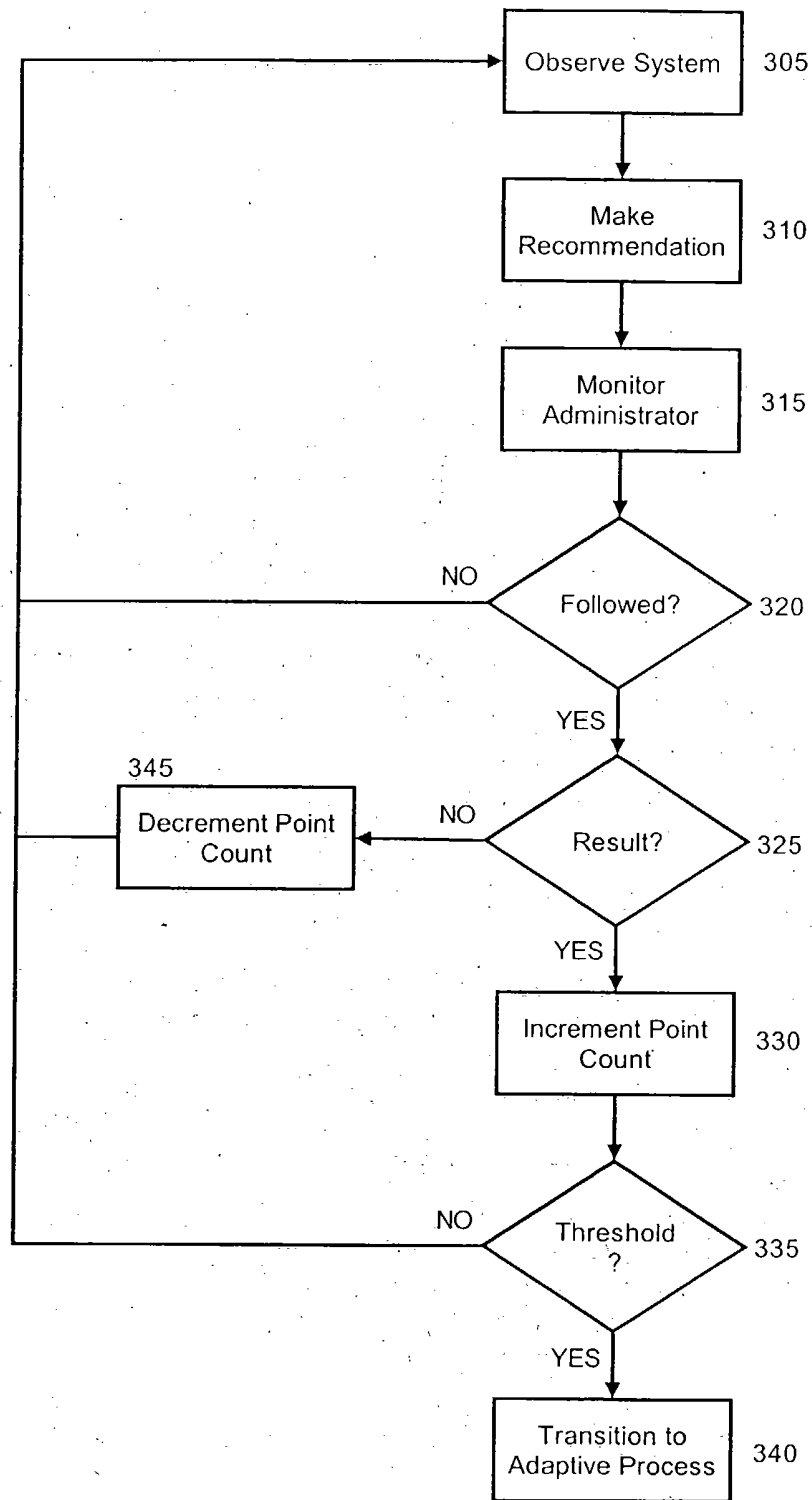 Observe System
305
Make
Recommendation
310
Monitor
Administrator
315
NO
Followed?
320
YES
345
Decrement Point
Count
NO
Result?
325
YES
Increment Point
Count
330
NO
Threshold
?
335
YES
Transition to
Adaptive Process
340